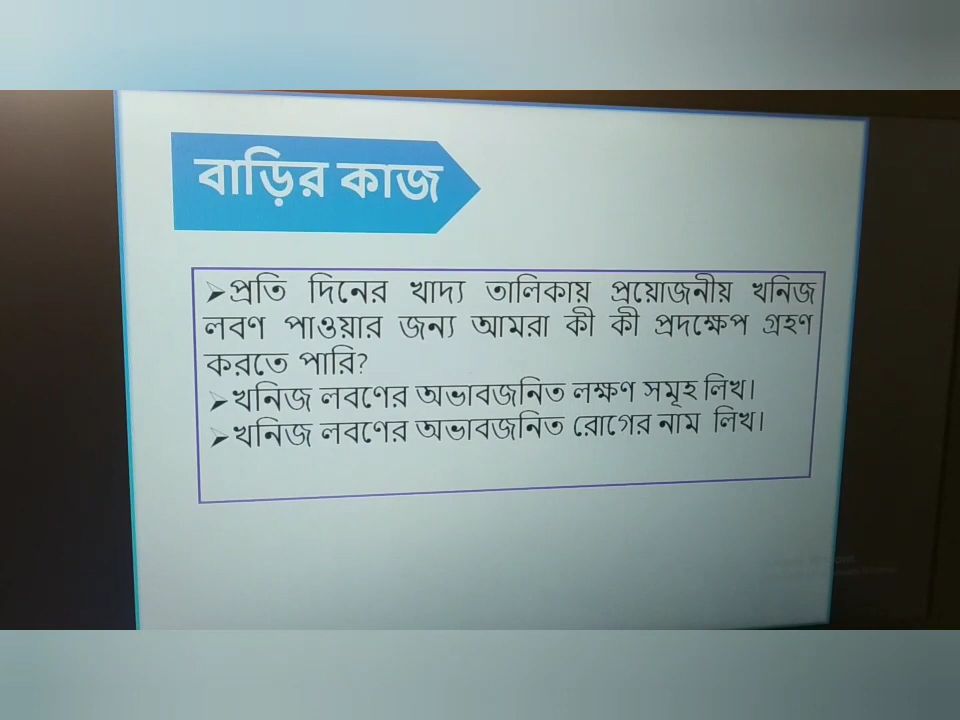 বাড়ির কাজ
➢প্রতি দিনের খাদ্য তালিকায় প্রয়োজনীয় খনিজ
লবণ পাওয়ার জন্য আমরা কী কী প্রদক্ষেপ গ্রহণ
করতে পারি?
➢খনিজ লবণের অভাবজনিত লক্ষণ সমূহ লিখ।
➢খনিজ লবণের অভাবজনিত রোগের নাম লিখ।